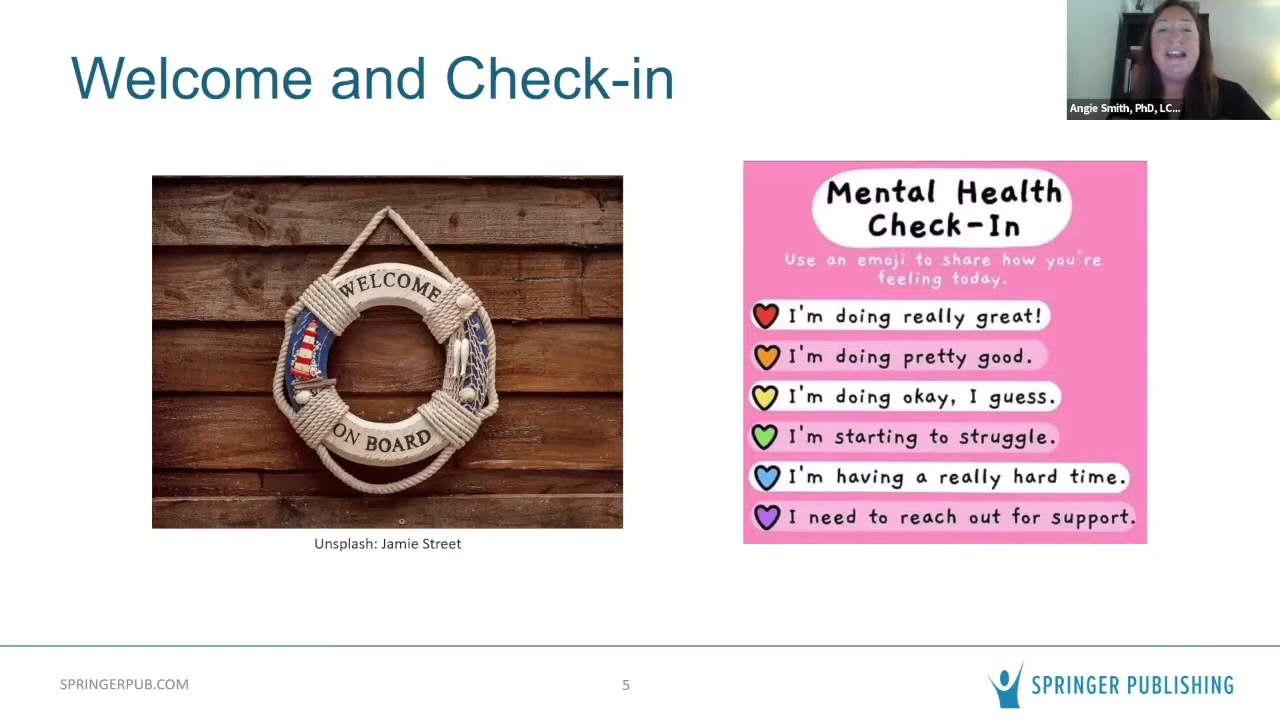 Welcome and Check-in
Angie Smith, PhD, LC...
WELCOME
ON BOARD
Unsplash: Jamie Street
Mental Health
Check-In
Use an emoji to share how you're
feeling today.
I'm doing really great!
I'm doing pretty good.
I'm doing okay, I guess.
I'm starting to struggle.
I'm having a really hard time.
I need to reach out for support.
SPRINGERPUB.COM
5
SPRINGER PUBLISHING